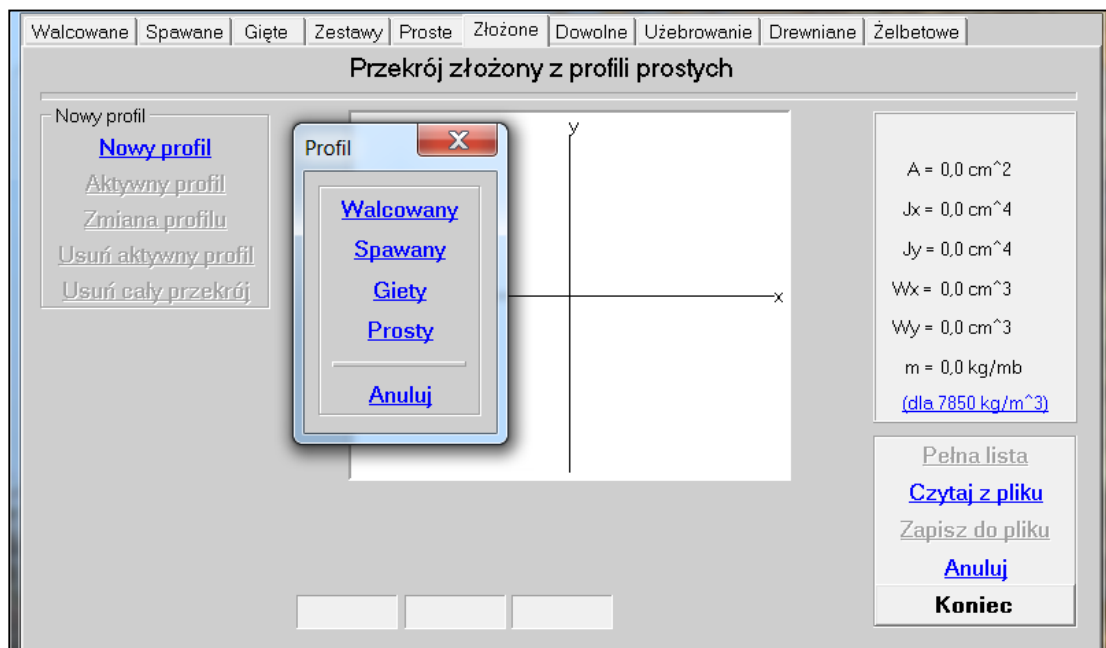 Walcowane Spawane Gięte Zestawy Proste Złożone Dowolne Użebrowanie Drewniane Żelbetowe
Przekrój złożony z profili prostych
Nowy profil
Nowy profil
Aktywny profil
Zmiana profilu
Usuń aktywny profil
Usuń cały przekrój
Profil
Walcowany
Spawany
Giety
Prosty
Anuluj
y
x
A = 0,0 cm^2
Jx = 0,0 cm^4
Jy = 0,0 cm^4
Wx = 0,0 cm^3
Wy = 0,0 cm^3
m = 0,0 kg/mb
(dla 7850 kg/m^3)
Pełna lista
Czytaj z pliku
Zapisz do pliku
Anuluj
Koniec